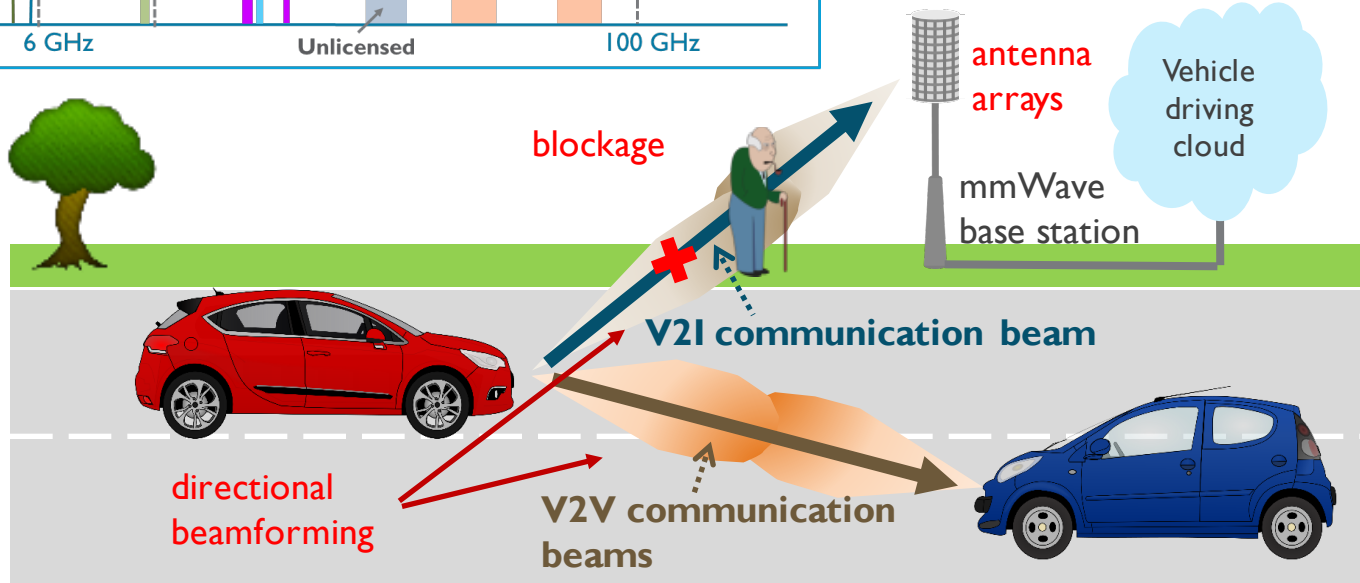 6 GHz
Unlicensed
100 GHz
antenna
arrays
Vehicle
driving
cloud
blockage
mmWave
base station
V2I communication beam
directional
beamforming
V2V communication
beams